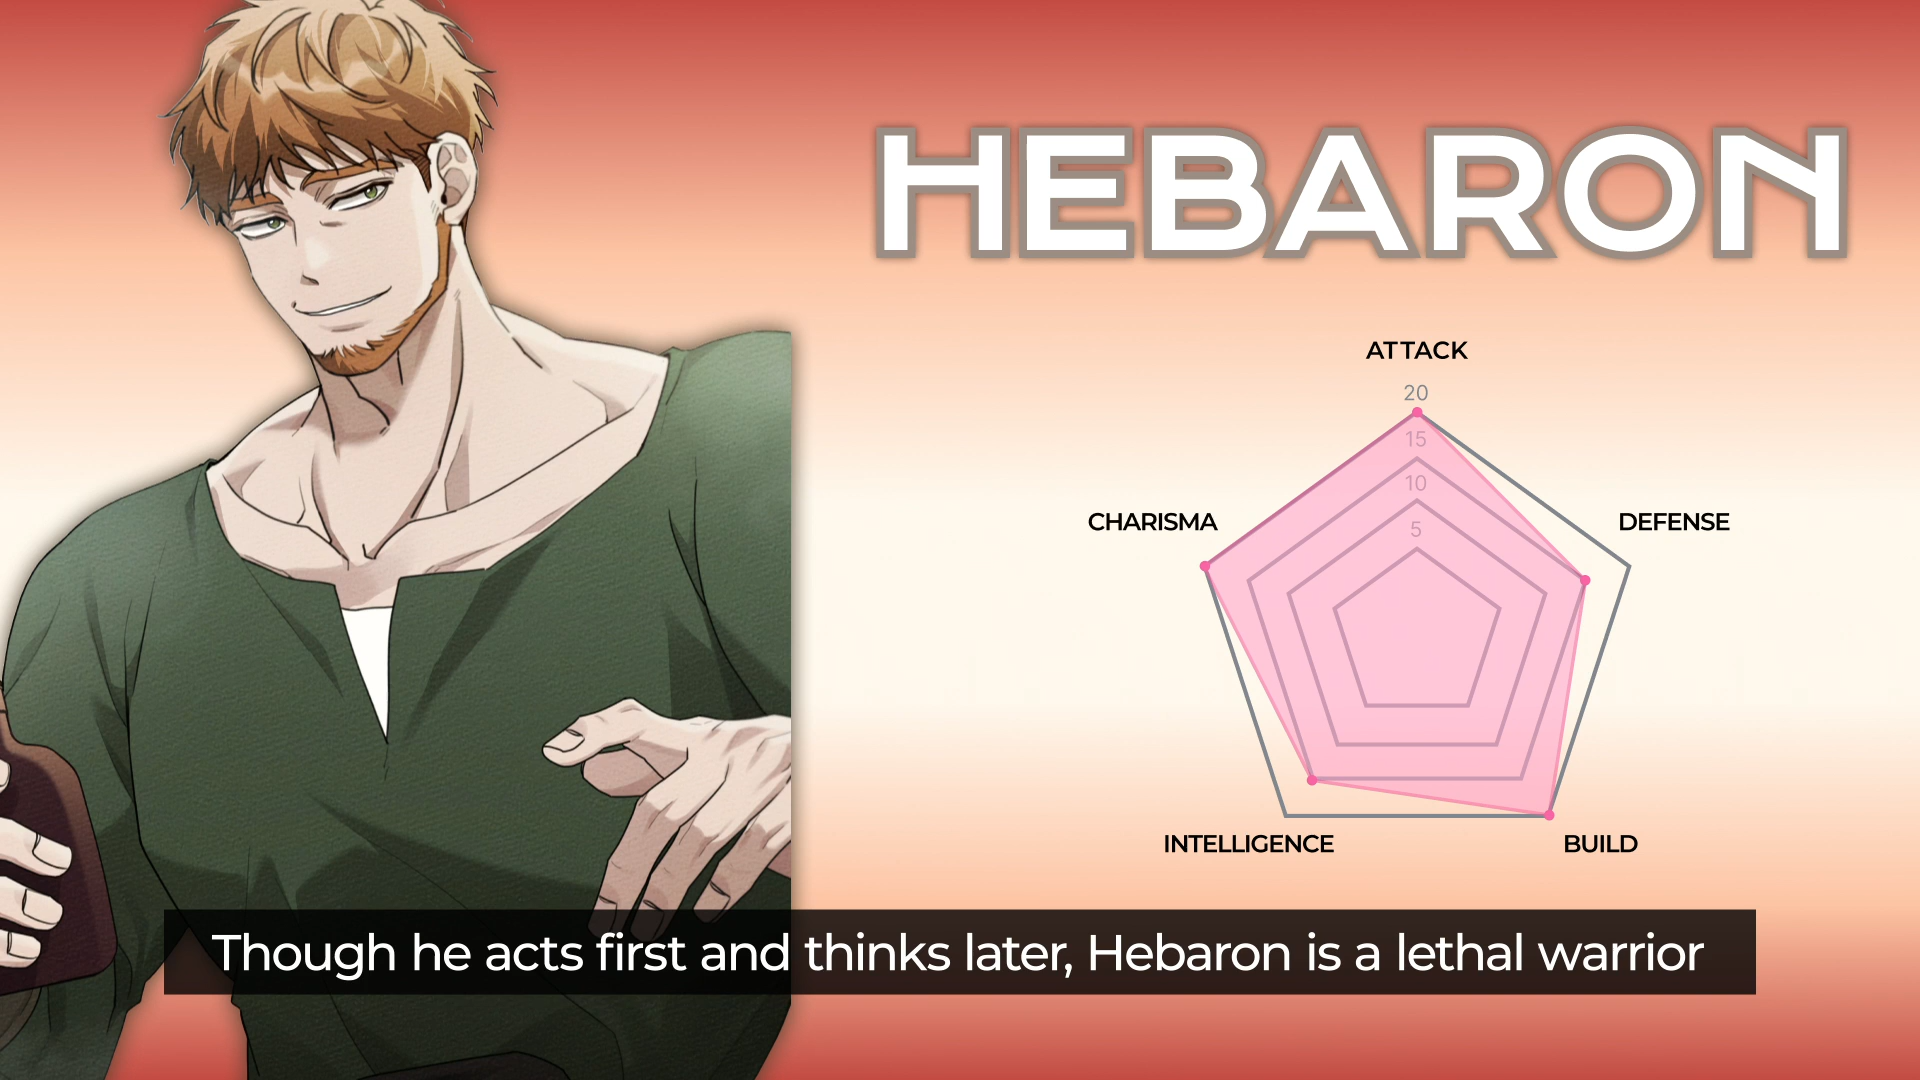 HEBARON
ATTACK
20
15
10
5
CHARISMA
DEFENSE
INTELLIGENCE
BUILD
Though he acts first and thinks later, Hebaron is a lethal warrior